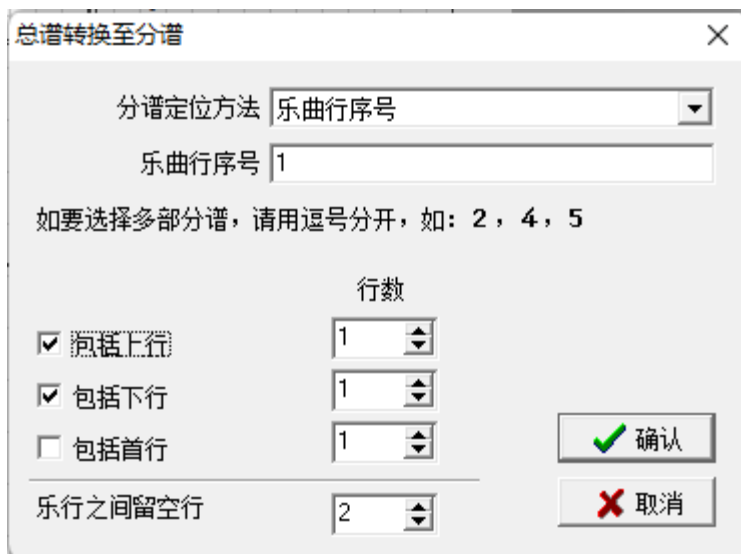 总谱转换至分谱
分谱定位方法 乐曲行序号
乐曲行序号 1
如要选择多部分谱，请用逗号分开，如：2，4，5
行数
包括上行 1
包括下行 1
包括首行 1
确认
乐行之间留空行 2
取消